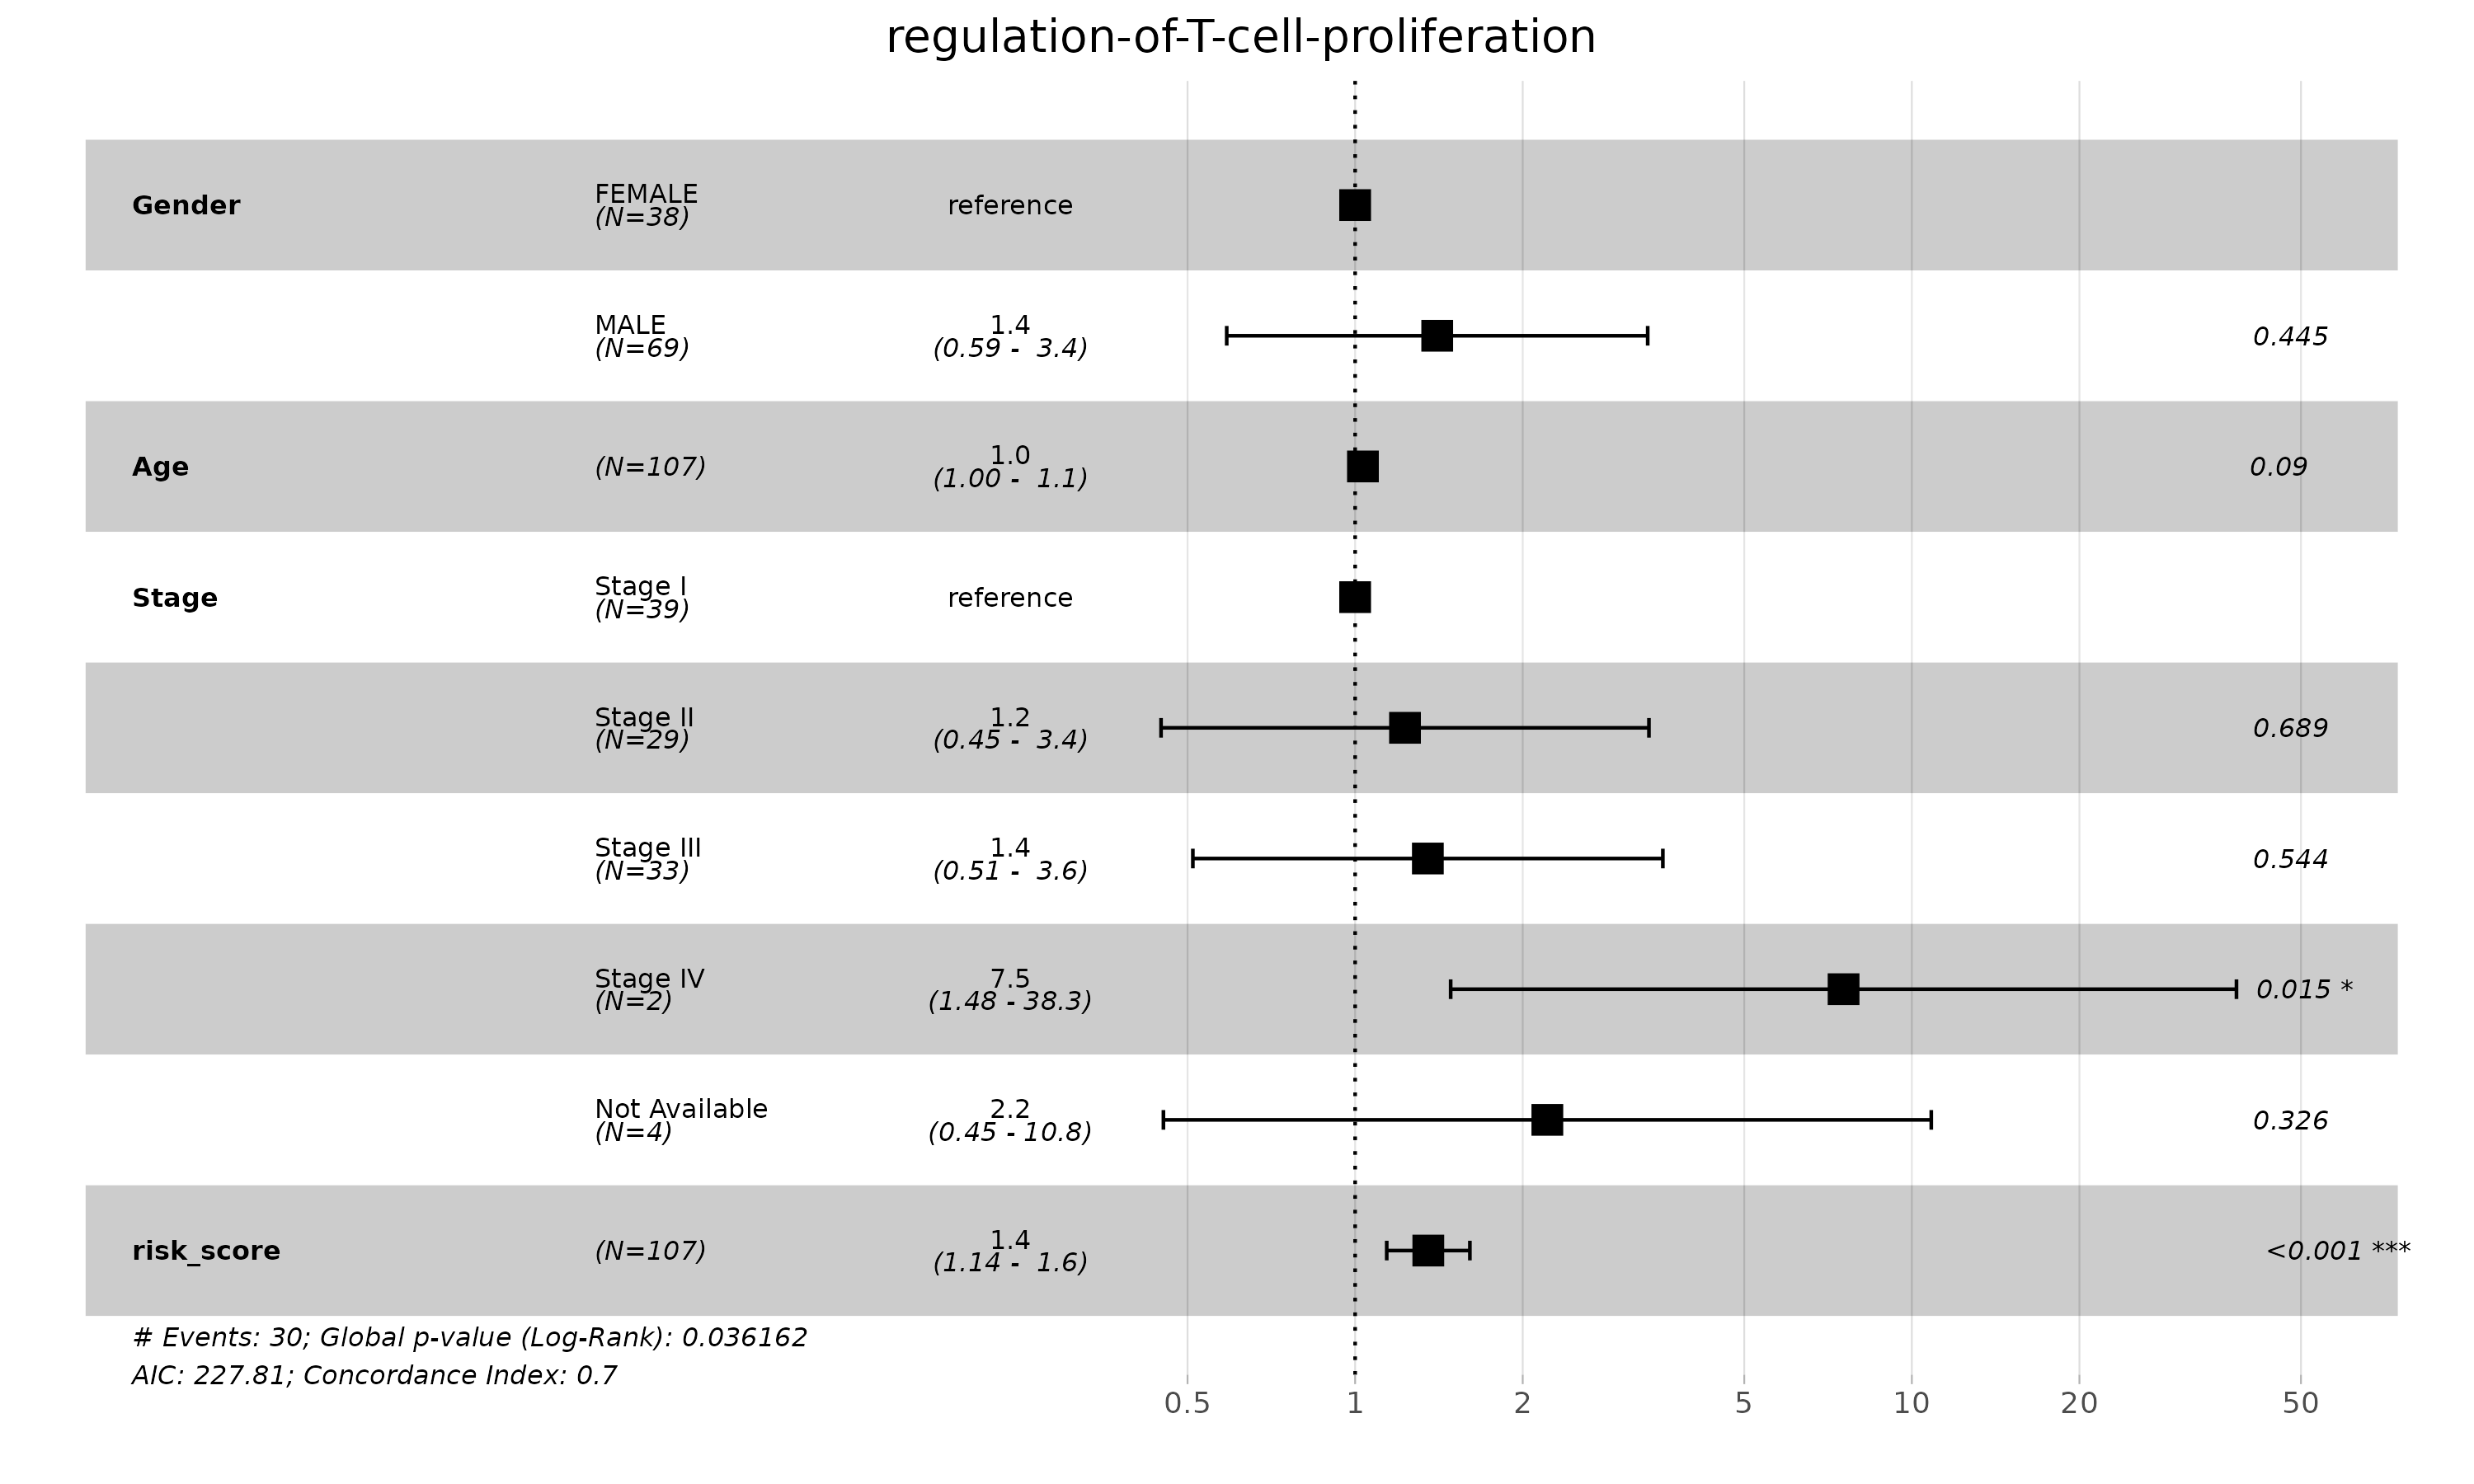 regulation-of-T-cell-proliferation
Gender
FEMALE
(N=38)
reference
MALE
(N=69)
1.4
(0.59 - 3.4)
0.445
Age
(N=107)
1.0
(1.00 - 1.1)
0.09
Stage
Stage I
(N=39)
reference
Stage II
(N=29)
1.2
(0.45 - 3.4)
0.689
Stage III
(N=33)
1.4
(0.51 - 3.6)
0.544
Stage IV
(N=2)
7.5
(1.48 - 38.3)
0.015 *
Not Available
(N=4)
2.2
(0.45 - 10.8)
0.326
risk_score
(N=107)
1.4
(1.14 - 1.6)
<0.001 ***
# Events: 30; Global p-value (Log-Rank): 0.036162
AIC: 227.81; Concordance Index: 0.7
0.5 1 2 5 10 20 50